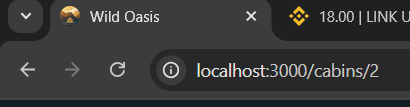 Wild Oasis
18.00 | LINK U
localhost:3000/cabins/2